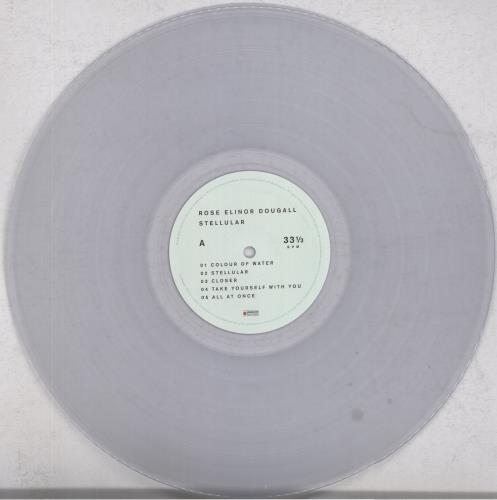 ROSE ELINOR DOUGALL
STELLULAR
A 33⅓
RPM
01 COLOUR OF WATER
02 STELLULAR
03 CLOSER
04 TAKE YOURSELF WITH YOU
05 ALL AT ONCE